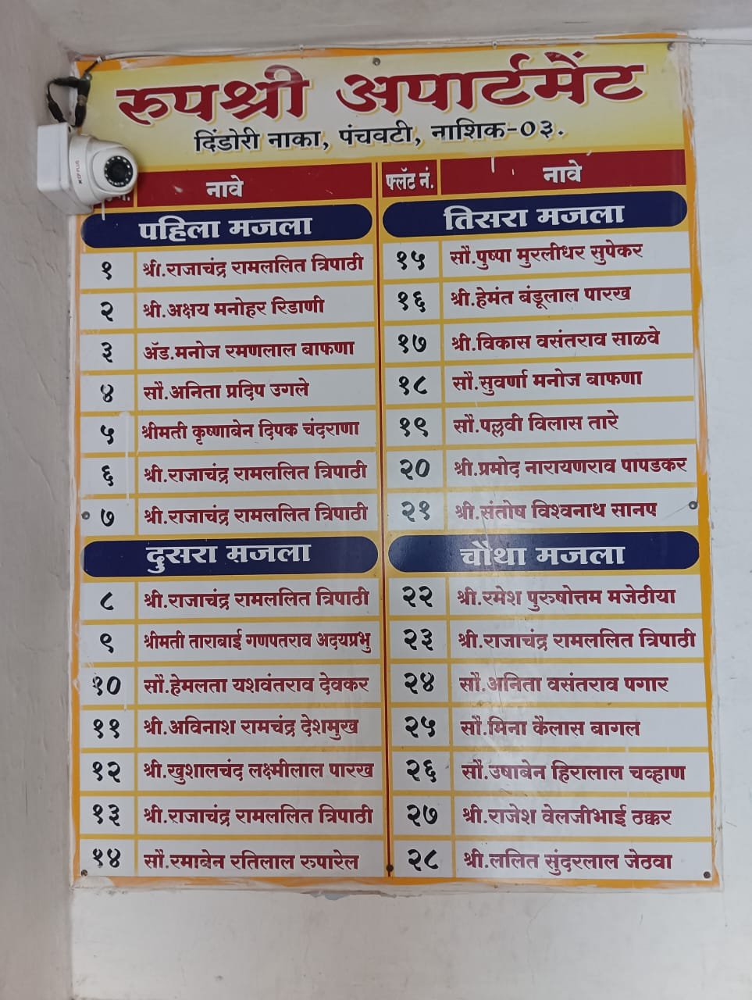 रुपश्री अपार्टमेंट
दिंडोरी नाका, पंचवटी, नाशिक-०३.
नावे
पहिला मजला
१ श्री.राजाचंद्र रामललित त्रिपाठी
२ श्री.अक्षय मनोहर रिडाणी
३ ॲड.मनोज रमणलाल बाफणा
४ सौ.अनिता प्रदिप उगले
५ श्रीमती कृष्णाबेन दिपक चंदराणा
६ श्री.राजाचंद्र रामललित त्रिपाठी
७ श्री.राजाचंद्र रामललित त्रिपाठी
दुसरा मजला
८ श्री.राजाचंद्र रामललित त्रिपाठी
९ श्रीमती ताराबाई गणपतराव अदयप्रभु
१० सौ.हेमलता यशवंतराव देवकर
११ श्री.अविनाश रामचंद्र देशमुख
१२ श्री.खुशालचंद लक्ष्मीलाल पारख
१३ श्री.राजाचंद्र रामललित त्रिपाठी
१४ सौ.रमाबेन रतिलाल रुपारेल
फ्लॅट नं. नावे
तिसरा मजला
१५ सौ.पुष्पा मुरलीधर सुपेकर
१६ श्री.हेमंत बंडूलाल पारख
१७ श्री.विकास वसंतराव साळवे
१८ सौ.सुवर्णा मनोज बाफणा
१९ सौ.पल्लवी विलास तारे
२० श्री.प्रमोद नारायणराव पापडकर
२१ श्री.संतोष विश्वनाथ सानप
चौथा मजला
२२ श्री.रमेश पुरुषोत्तम मजेठीया
२३ श्री.राजाचंद्र रामललित त्रिपाठी
२४ सौ.अनिता वसंतराव पगार
२५ सौ.मिना कैलास बागल
२६ सौ.उषाबेन हिरालाल चव्हाण
२७ श्री.राजेश वेलजीभाई ठक्कर
२८ श्री.ललित सुंदरलाल जेठवा
CP PLUS